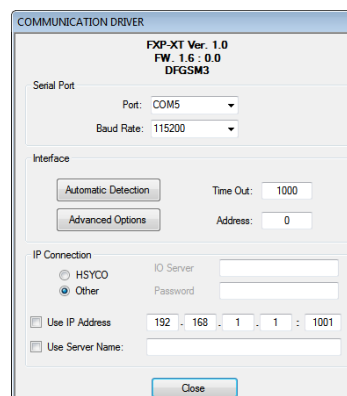 COMMUNICATION DRIVER
FXP-XT Ver. 1.0
FW. 1.6 : 0.0
DFGSM3
Serial Port
Port: COM5
Baud Rate: 115200
Interface
Automatic Detection Time Out: 1000
Advanced Options Address: 0
IP Connection
HSYCO IO Server
Other Password
Use IP Address 192 . 168 . 1 . 1 : 1001
Use Server Name:
Close